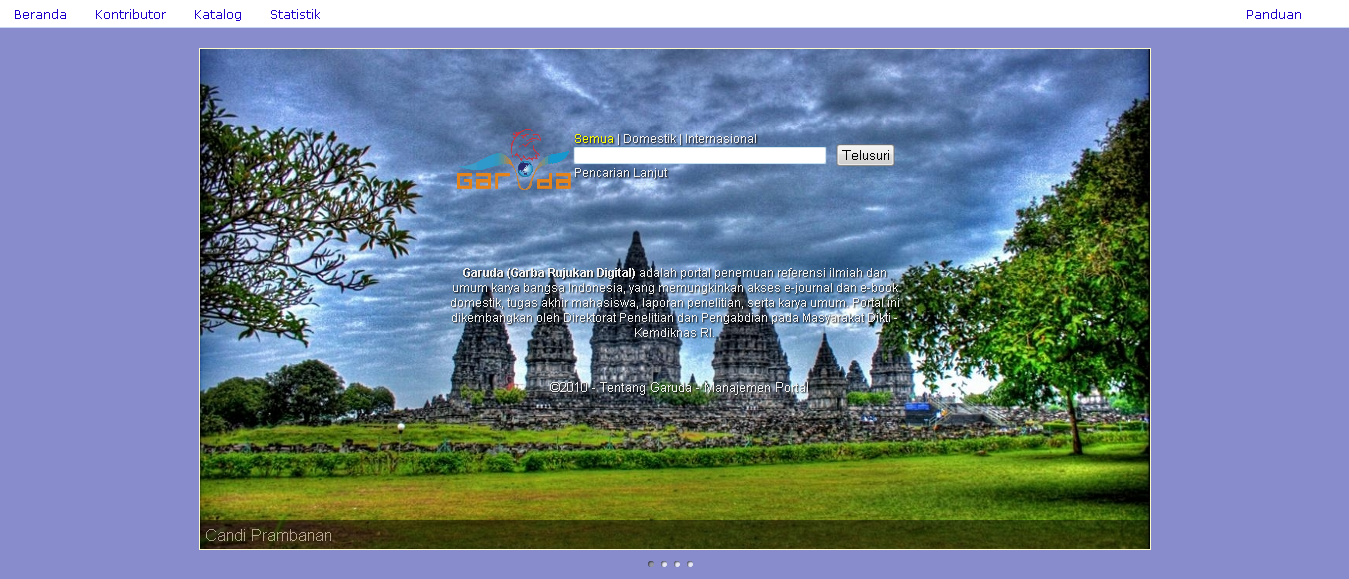 Beranda Kontributor Katalog Statistik Panduan
Semua | Domestik | Internasional
Garuda
Telusuri
Pencarian Lanjut
Garuda (Garba Rujukan Digital) adalah portal penemuan referensi ilmiah dan
umum karya bangsa Indonesia, yang memungkinkan akses e-journal dan e-book
domestik, tugas akhir mahasiswa, laporan penelitian, serta karya umum. Portal ini
dikembangkan oleh Direktorat Penelitian dan Pengabdian pada Masyarakat Dikti -
Kemdiknas RI.
©2010 - Tentang Garuda - Manajemen Portal
Candi Prambanan